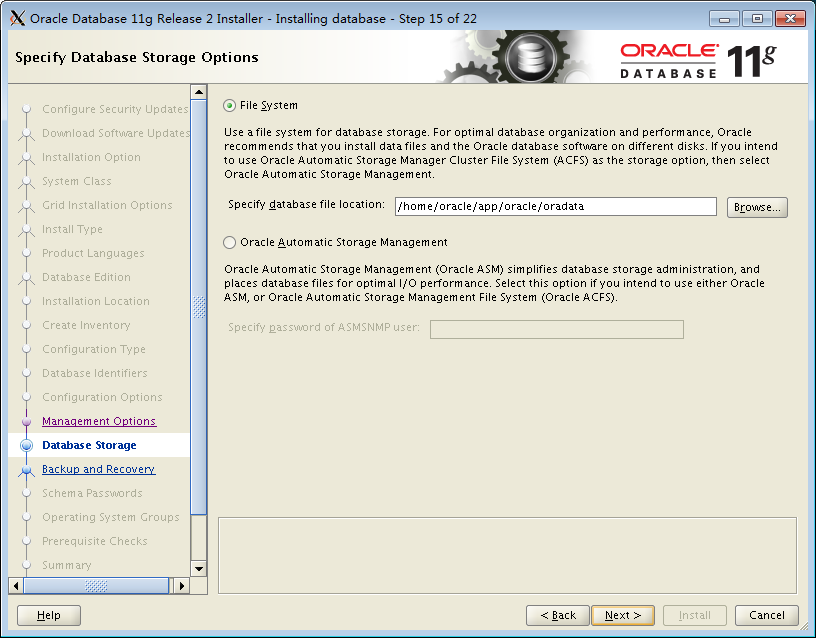 Oracle Database 11g Release 2 Installer - Installing database - Step 15 of 22
Specify Database Storage Options
ORACLE
DATABASE
11g
Configure Security Updates
Download Software Updates
Installation Option
System Class
Grid Installation Options
Install Type
Product Languages
Database Edition
Installation Location
Create Inventory
Configuration Type
Database Identifiers
Configuration Options
Management Options
Database Storage
Backup and Recovery
Schema Passwords
Operating System Groups
Prerequisite Checks
Summary
File System
Use a file system for database storage. For optimal database organization and performance, Oracle
recommends that you install data files and the Oracle database software on different disks. If you intend
to use Oracle Automatic Storage Manager Cluster File System (ACFS) as the storage option, then select
Oracle Automatic Storage Management.
Specify database file location: /home/oracle/app/oracle/oradata Browse...
Oracle Automatic Storage Management
Oracle Automatic Storage Management (Oracle ASM) simplifies database storage administration, and
places database files for optimal I/O performance. Select this option if you intend to use either Oracle
ASM, or Oracle Automatic Storage Management File System (Oracle ACFS).
Specify password of ASMSNMP user:
Help < Back Next > Install Cancel